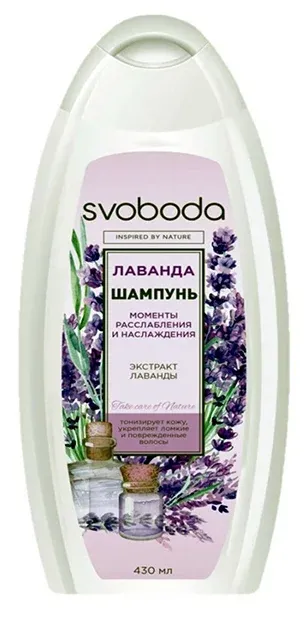 svoboda
INSPIRED BY NATURE
ЛАВАНДА
ШАМПУНЬ
МОМЕНТЫ
РАССЛАБЛЕНИЯ
И НАСЛАЖДЕНИЯ
ЭКСТРАКТ
ЛАВАНДЫ
Take care of Nature
тонизирует кожу,
укрепляет ломкие
и поврежденные
волосы
430 мл